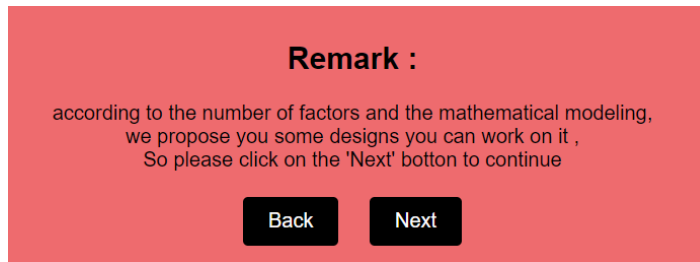 Remark :
according to the number of factors and the mathematical modeling,
we propose you some designs you can work on it ,
So please click on the 'Next' botton to continue
Back Next